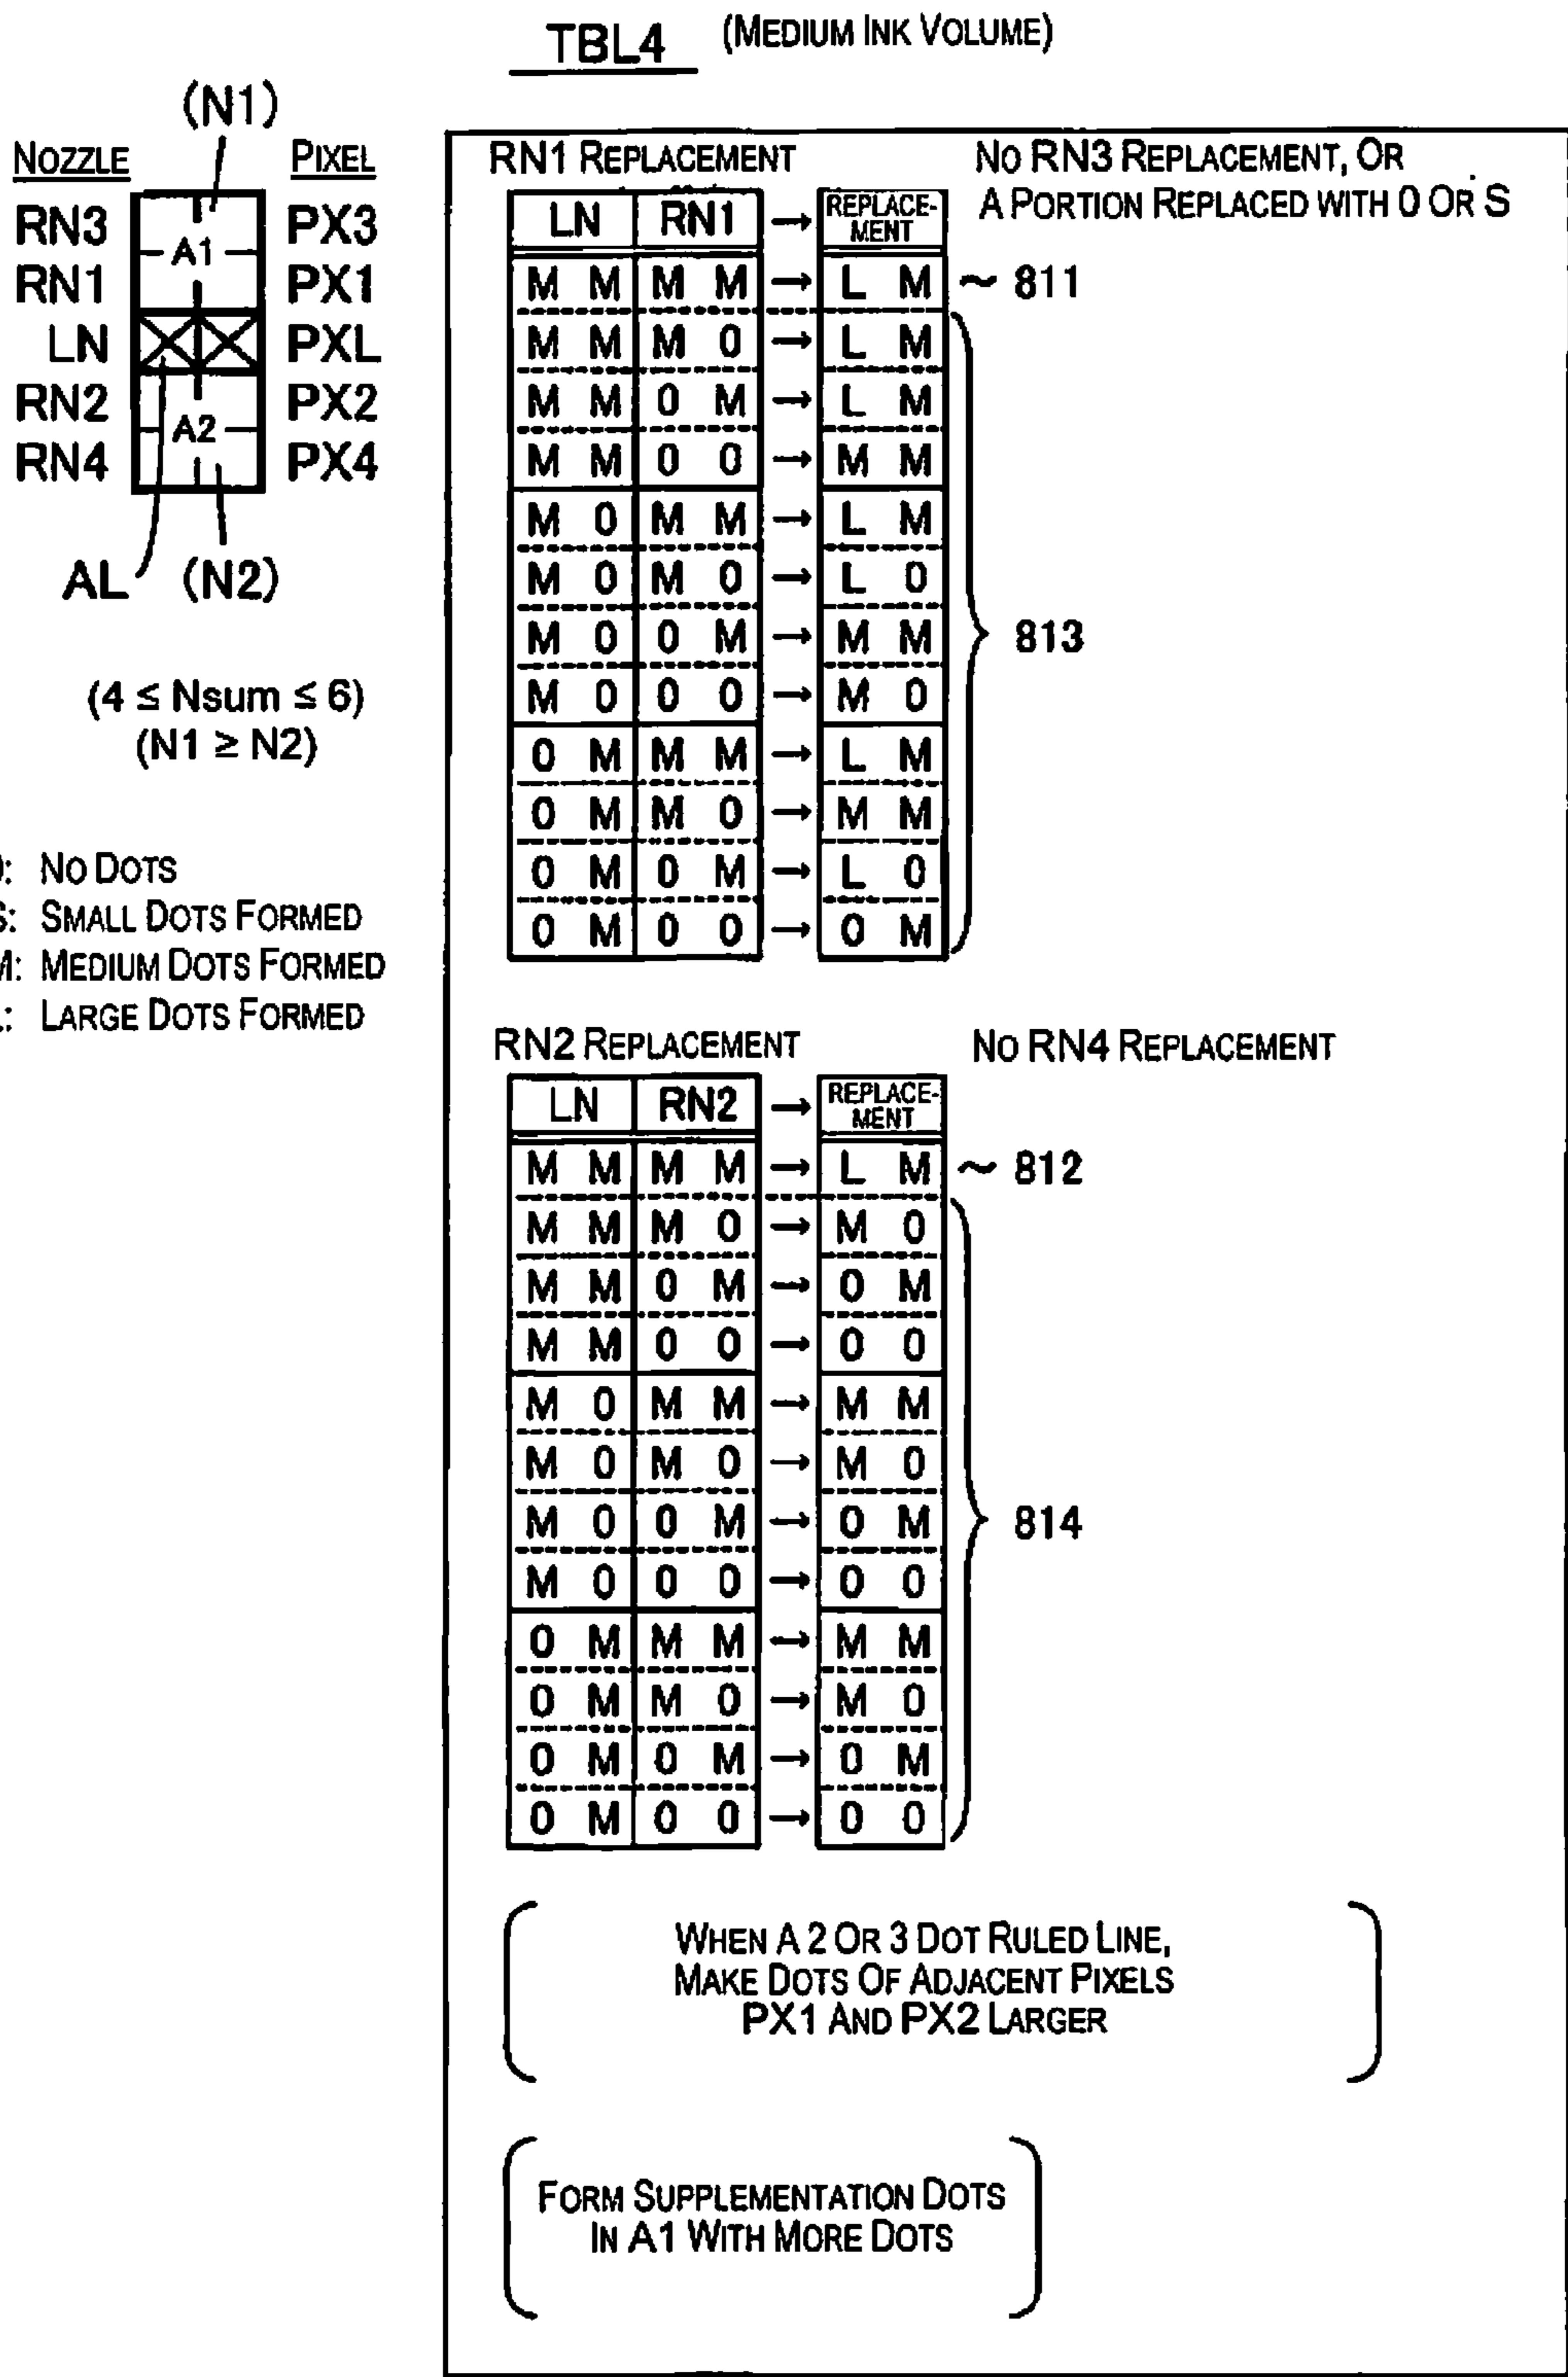 TBL4 (MEDIUM INK VOLUME)
(N1)
NOZZLE PIXEL
RN3 A1 PX3
RN1 PX1
LN PXL
RN2 A2 PX2
RN4 PX4
AL (N2)
(4 ≤ Nsum ≤ 6)
(N1 ≥ N2)
0: NO DOTS
S: SMALL DOTS FORMED
M: MEDIUM DOTS FORMED
L: LARGE DOTS FORMED
RN1 REPLACEMENT
NO RN3 REPLACEMENT, OR
A PORTION REPLACED WITH 0 OR S
LN RN1 → REPLACE-
MENT
M M M M → L M ~ 811
M M M 0 → L M
M M 0 M → L M
M M 0 0 → M M
M 0 M M → L M
M 0 M 0 → L 0
M 0 0 M → M M 813
M 0 0 0 → M 0
0 M M M → L M
0 M M 0 → M M
0 M 0 M → L 0
0 M 0 0 → 0 M
RN2 REPLACEMENT
NO RN4 REPLACEMENT
LN RN2 → REPLACE-
MENT
M M M M → L M ~ 812
M M M 0 → M 0
M M 0 M → 0 M
M M 0 0 → 0 0
M 0 M M → M M
M 0 M 0 → M 0
M 0 0 M → 0 M 814
M 0 0 0 → 0 0
0 M M M → M M
0 M M 0 → M 0
0 M 0 M → 0 M
0 M 0 0 → 0 0
WHEN A 2 OR 3 DOT RULED LINE,
MAKE DOTS OF ADJACENT PIXELS
PX1 AND PX2 LARGER
FORM SUPPLEMENTATION DOTS
IN A1 WITH MORE DOTS